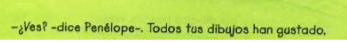 –¿Ves? –dice Penélope–. Todos tus dibujos han gustado,